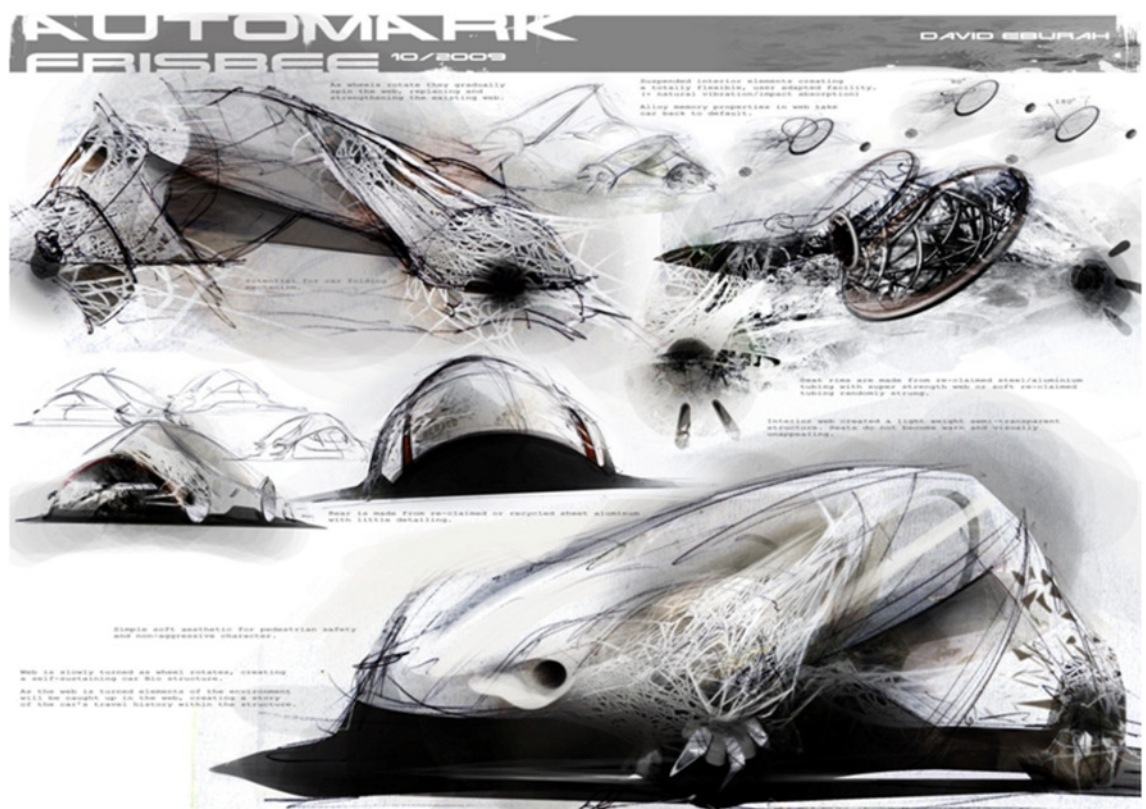 AUTOMARK
FRISBEE 10/2009
DAVID EBURAH
As wheels rotate they gradually
spin the web, replacing and
strengthening the existing web.
Suspended interior elements creating
a totally flexible, user adapted facility.
(+ natural vibration/impact absorption)
Alloy memory properties in web take
car back to default.
90°
180°
Potential for car folding
mechanism.
Seat rims are made from re-claimed steel/aluminium
tubing with super strength web or soft re-claimed
tubing randomly strung.
Interior web created a light weight semi-transparent
structure. Seats do not become worn and visually
unappealing.
Rear is made from re-claimed or recycled sheet aluminum
with little detailing.
Simple soft aesthetic for pedestrian safety
and non-aggressive character.
Web is slowly turned as wheel rotates, creating
a self-sustaining car Bio structure.
As the web is turned elements of the environment
will be caught up in the web, creating a story
of the car's travel history within the structure.